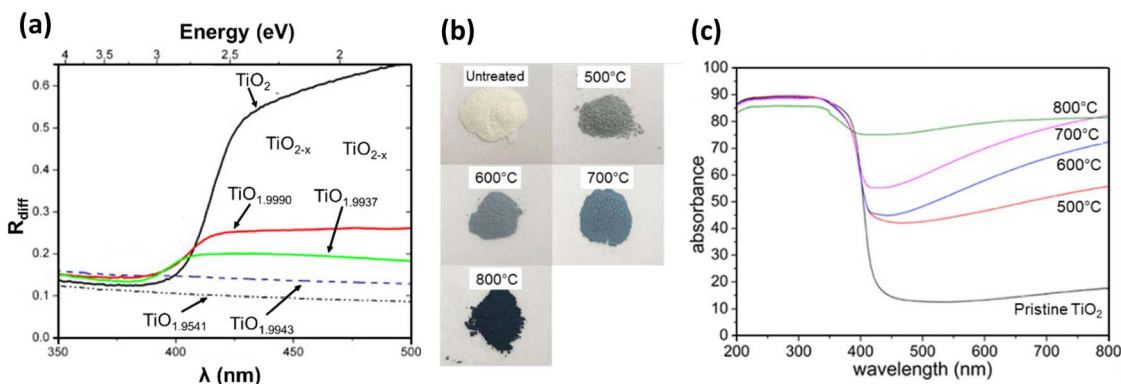 (a)
Energy (eV)
4 3.5 3 2.5 2
0.6
0.5
0.4
0.3
0.2
0.1
0.0
R_diff
TiO₂
TiO₂₋ₓ TiO₂₋ₓ
TiO₁.₉₉₉₀
TiO₁.₉₉₃₇
TiO₁.₉₅₄₁ TiO₁.₉₉₄₃
350 400 450 500
λ (nm)
(b)
Untreated 500°C
600°C 700°C
800°C
(c)
100
90
80
70
60
50
40
30
20
10
0
absorbance
800°C
700°C
600°C
500°C
Pristine TiO₂
200 300 400 500 600 700 800
wavelength (nm)